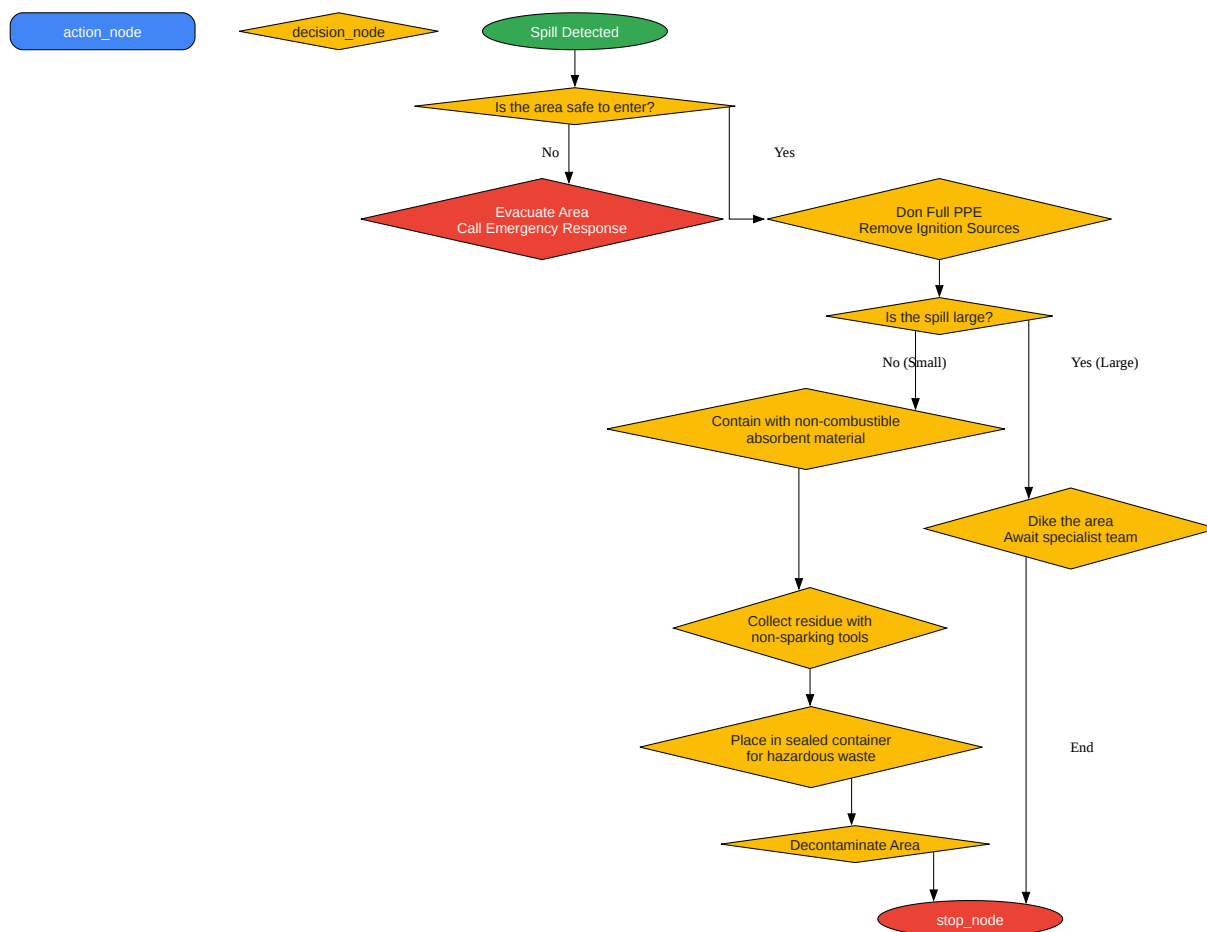 action_node
decision_node
Spill Detected
Is the area safe to enter?
No
Yes
Evacuate Area
Call Emergency Response
Don Full PPE
Remove Ignition Sources
Is the spill large?
No (Small)
Yes (Large)
Contain with non-combustible
absorbent material
Dike the area
Await specialist team
Collect residue with
non-sparking tools
Place in sealed container
for hazardous waste
End
Decontaminate Area
stop_node